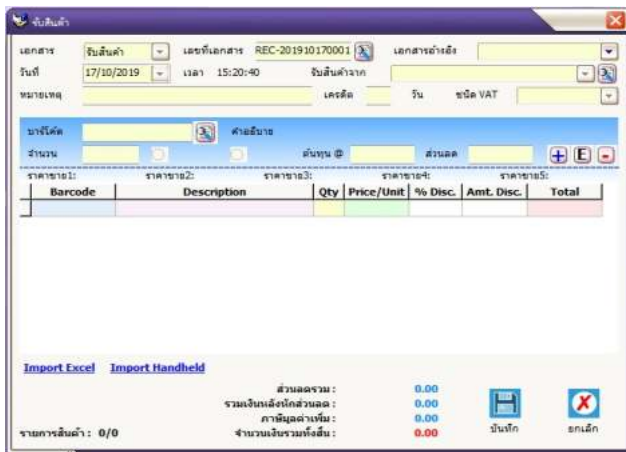 รับสินค้า
เอกสาร รับสินค้า เลขที่เอกสาร REC-201910170001 เอกสารอ้างอิง
วันที่ 17/10/2019 เวลา 15:20:40 รับสินค้าจาก
หมายเหตุ เครดิต วัน ชนิด VAT
บาร์โค้ด คำอธิบาย
จำนวน ต้นทุน @ ส่วนลด + E -
ราคาขาย1: ราคาขาย2: ราคาขาย3: ราคาขาย4: ราคาขาย5:
Barcode Description Qty Price/Unit % Disc. Amt. Disc. Total
Import Excel Import Handheld
ส่วนลดรวม : 0.00
รวมเงินหลังหักส่วนลด : 0.00
ภาษีมูลค่าเพิ่ม : 0.00
รายการสินค้า : 0/0 จำนวนเงินรวมทั้งสิ้น : 0.00 บันทึก ยกเลิก